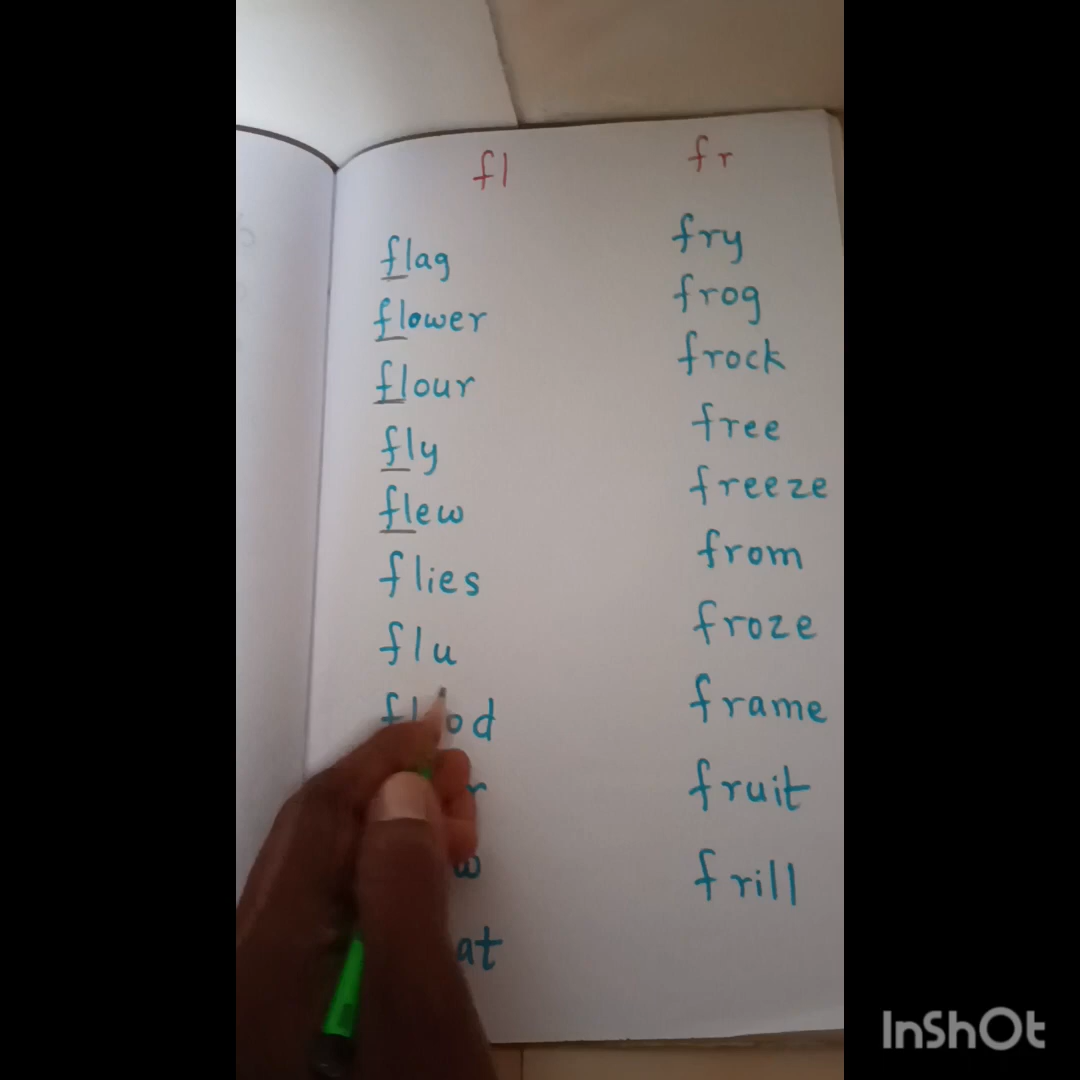 fl fr
flag fry
flower frog
flour frock
fly free
flew freeze
flies from
flu froze
frame
fruit
frill
InShOt